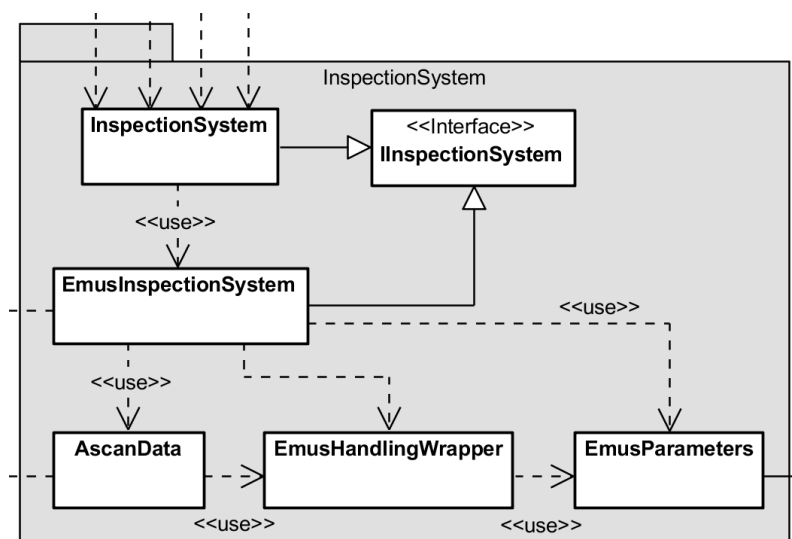 InspectionSystem
InspectionSystem
<<Interface>>
IInspectionSystem
<<use>>
EmusInspectionSystem
<<use>>
<<use>>
AscanData
EmusHandlingWrapper
EmusParameters
<<use>>
<<use>>